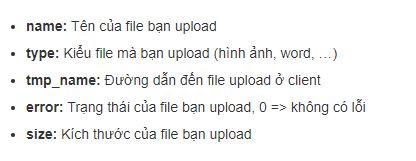 name: Tên của file bạn upload
type: Kiểu file mà bạn upload (hình ảnh, word, …)
tmp_name: Đường dẫn đến file upload ở client
error: Trạng thái của file bạn upload, 0 => không có lỗi
size: Kích thước của file bạn upload